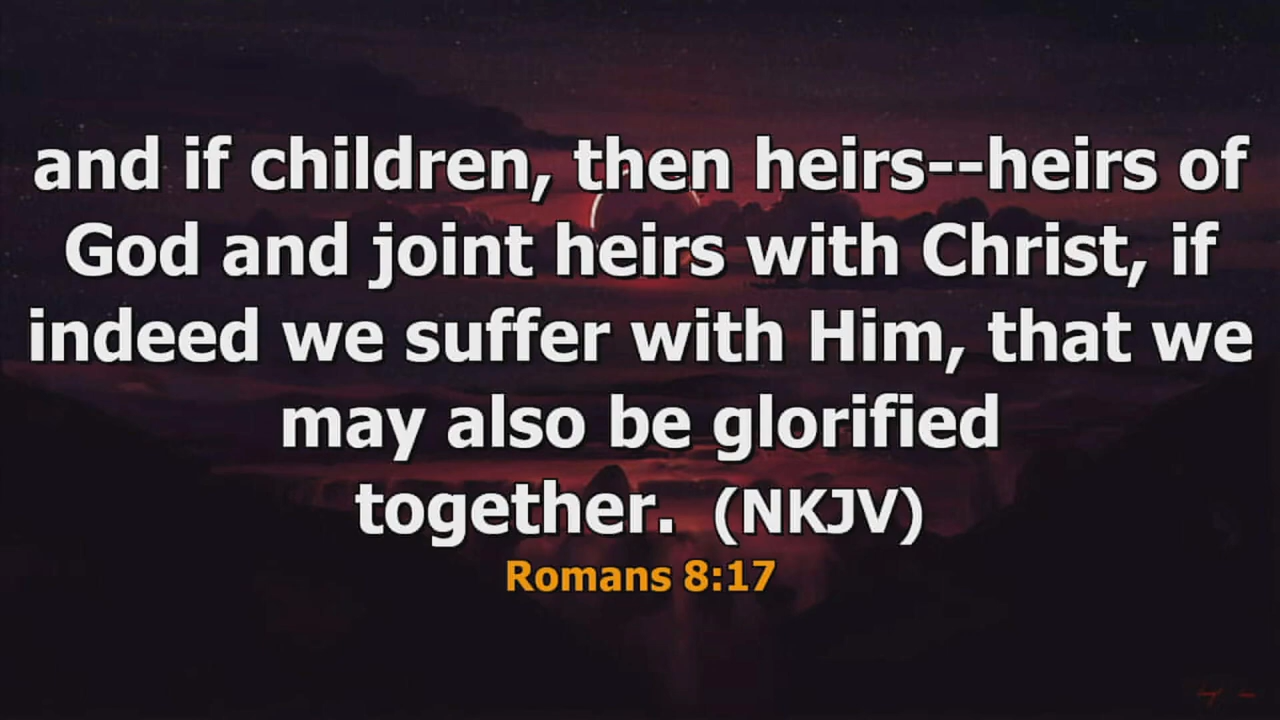 and if children, then heirs--heirs of
God and joint heirs with Christ, if
indeed we suffer with Him, that we
may also be glorified
together. (NKJV)
Romans 8:17